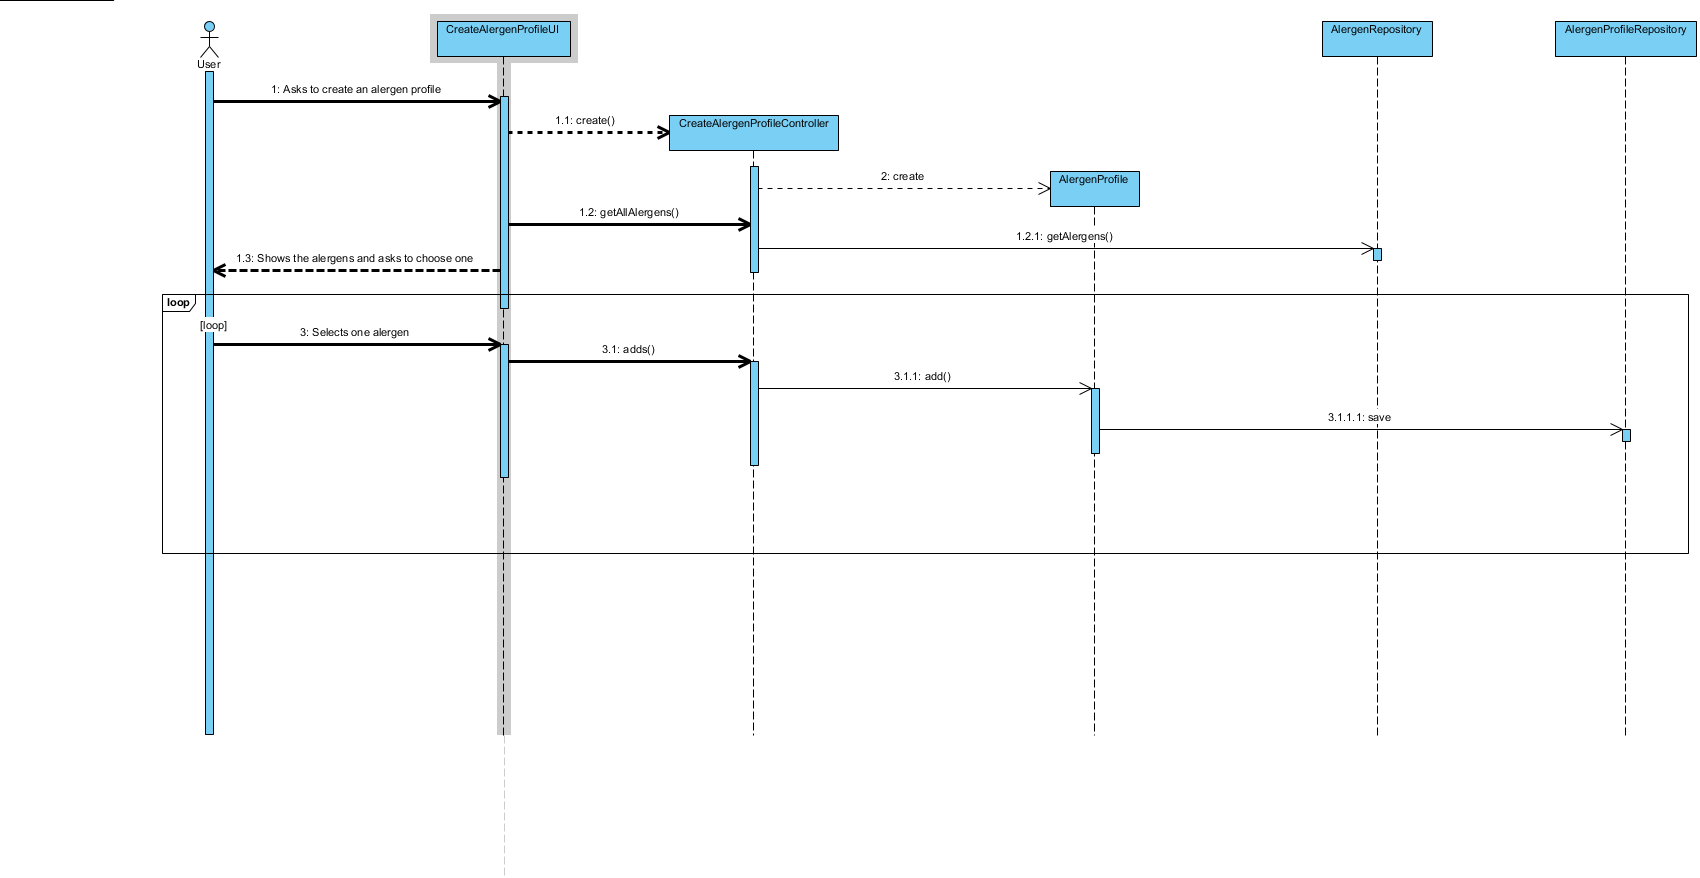 CreateAlergenProfileUI
AlergenRepository
AlergenProfileRepository
User
1: Asks to create an alergen profile
1.1: create()
CreateAlergenProfileController
2: create
AlergenProfile
1.2: getAllAlergens()
1.2.1: getAlergens()
1.3: Shows the alergens and asks to choose one
loop
[loop]
3: Selects one alergen
3.1: adds()
3.1.1: add()
3.1.1.1: save